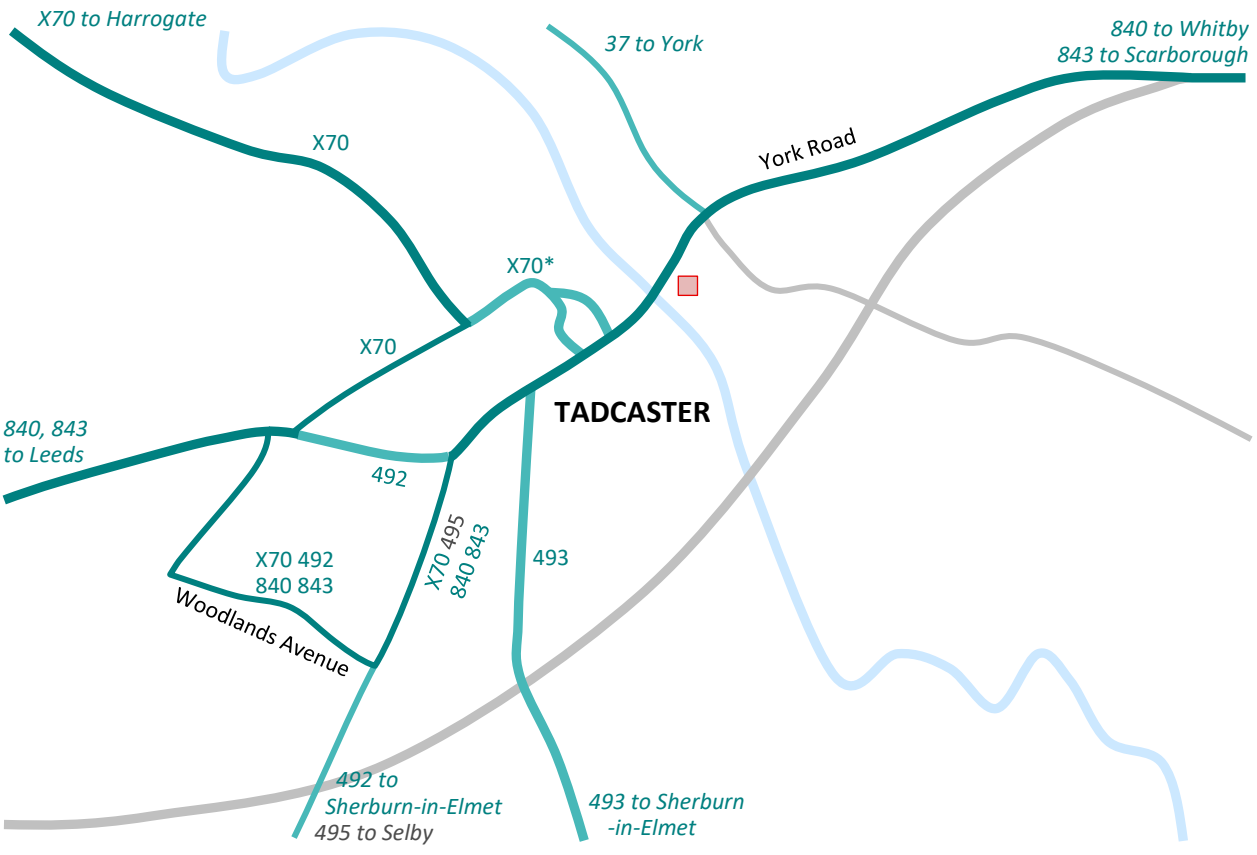 X70 to Harrogate
37 to York
840 to Whitby
843 to Scarborough
X70
York Road
X70*
X70
TADCASTER
840, 843
to Leeds
492
X70 495
840 843
X70 492
840 843
493
Woodlands Avenue
492 to
Sherburn-in-Elmet
495 to Selby
493 to Sherburn
-in-Elmet